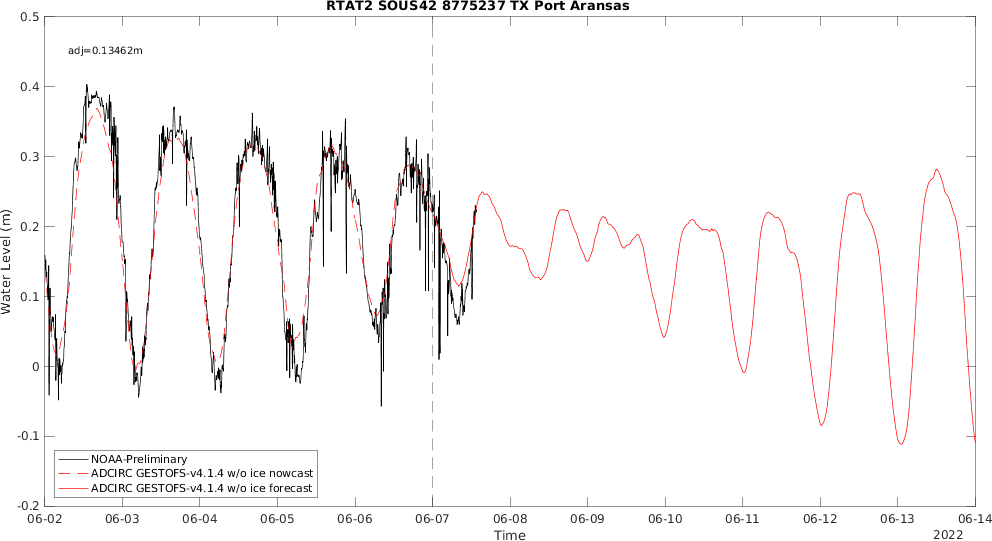 RTAT2 SOUS42 8775237 TX Port Aransas
adj=0.13462m
0.5
0.4
0.3
0.2
0.1
0
-0.1
-0.2
Water Level (m)
NOAA-Preliminary
ADCIRC GESTOFS-v4.1.4 w/o ice nowcast
ADCIRC GESTOFS-v4.1.4 w/o ice forecast
06-02 06-03 06-04 06-05 06-06 06-07 06-08 06-09 06-10 06-11 06-12 06-13 06-14
Time
2022